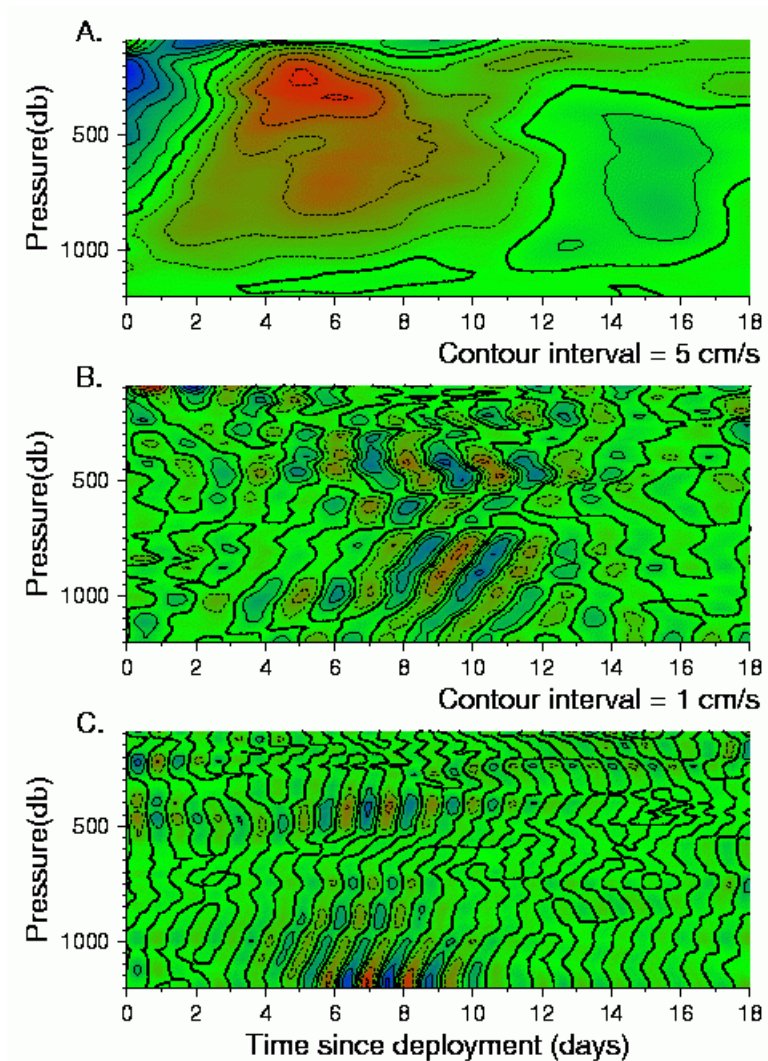 A.
Pressure(db)
500
1000
0 2 4 6 8 10 12 14 16 18
Contour interval = 5 cm/s
B.
Pressure(db)
500
1000
0 2 4 6 8 10 12 14 16 18
Contour interval = 1 cm/s
C.
Pressure(db)
500
1000
0 2 4 6 8 10 12 14 16 18
Time since deployment (days)